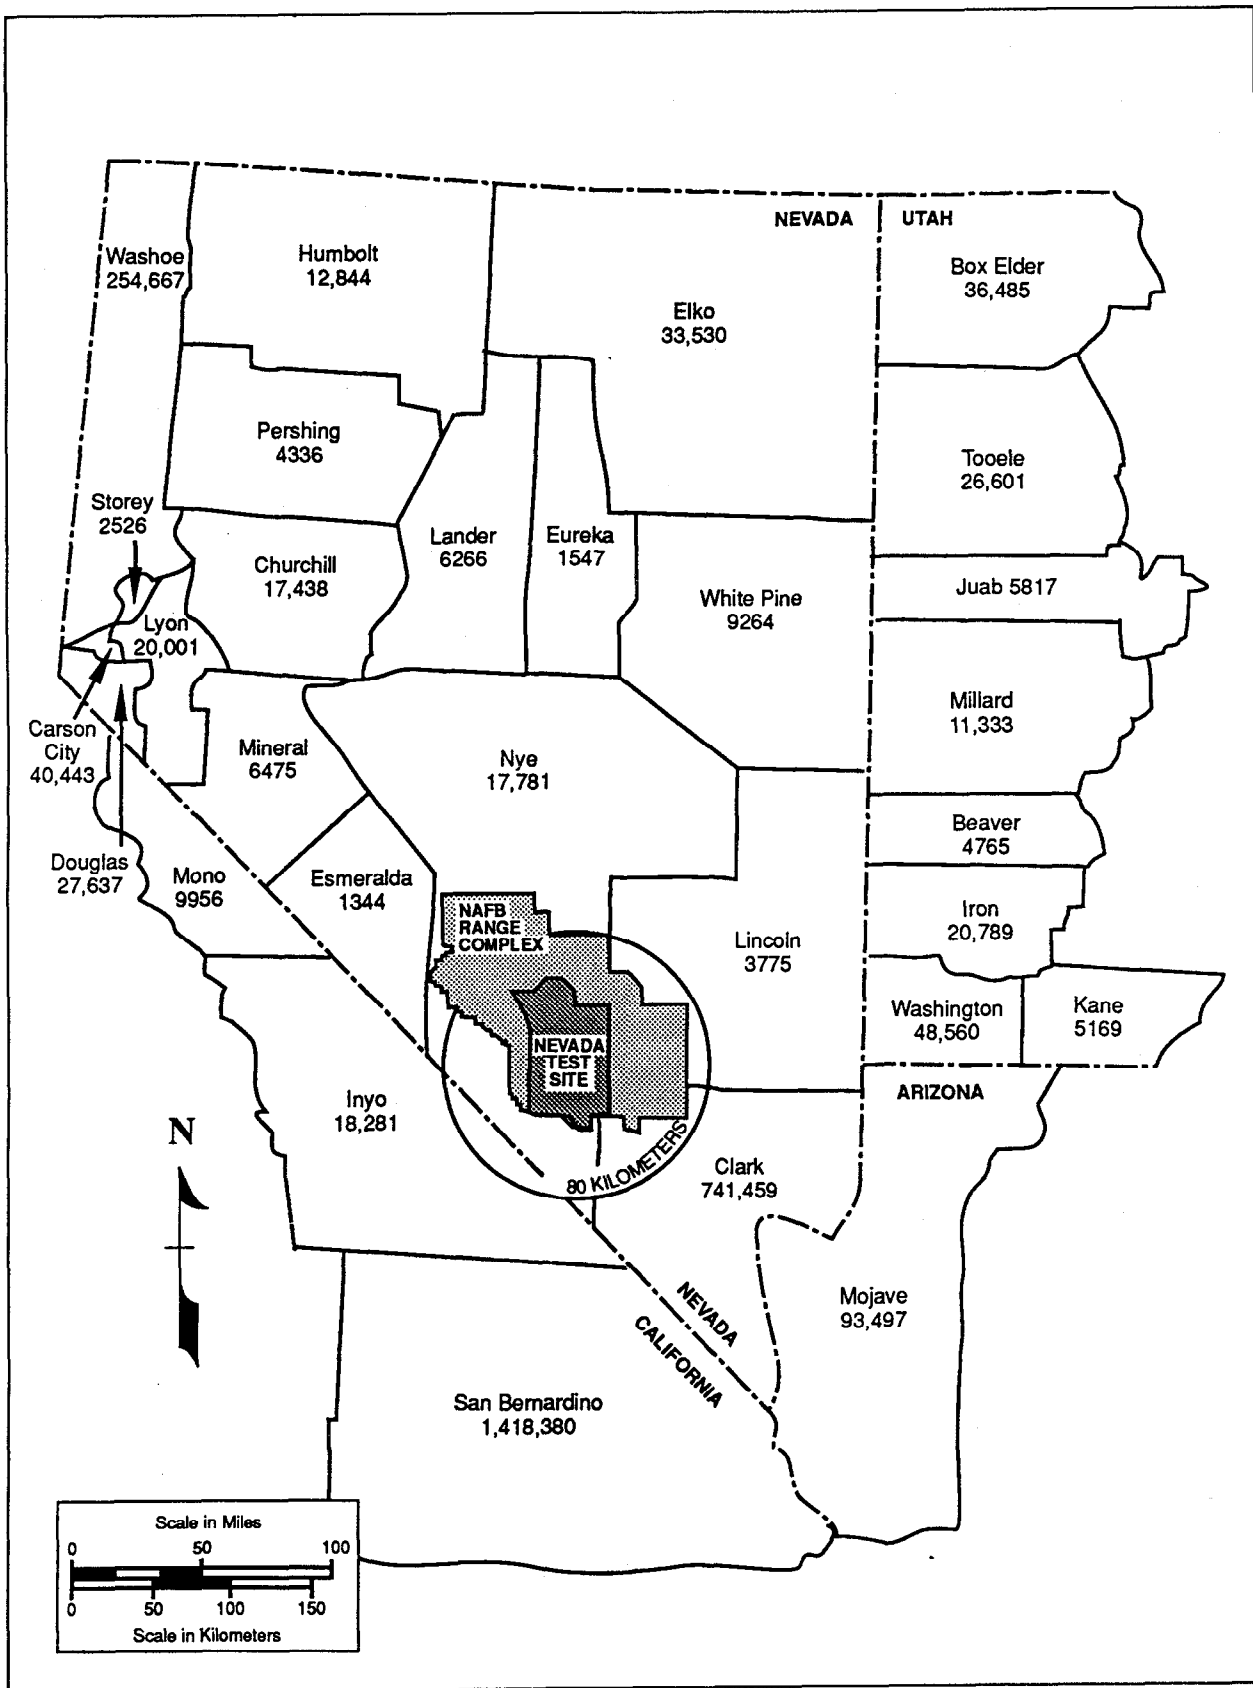 NEVADA
UTAH
Washoe
254,667
Humbolt
12,844
Box Elder
36,485
Elko
33,530
Pershing
4336
Tooele
26,601
Storey
2526
Lander
6266
Eureka
1547
Churchill
17,438
Juab 5817
White Pine
9264
Lyon
20,001
Millard
11,333
Carson
City
40,443
Mineral
6475
Nye
17,781
Beaver
4765
Douglas
27,637
Mono
9956
Esmeralda
1344
Iron
20,789
NAFB
RANGE
COMPLEX
Lincoln
3775
Washington
48,560
Kane
5169
NEVADA
TEST
SITE
ARIZONA
Inyo
18,281
N
80 KILOMETERS
Clark
741,459
Mojave
93,497
NEVADA
CALIFORNIA
San Bernardino
1,418,380
Scale in Miles
0 50 100
0 50 100 150
Scale in Kilometers